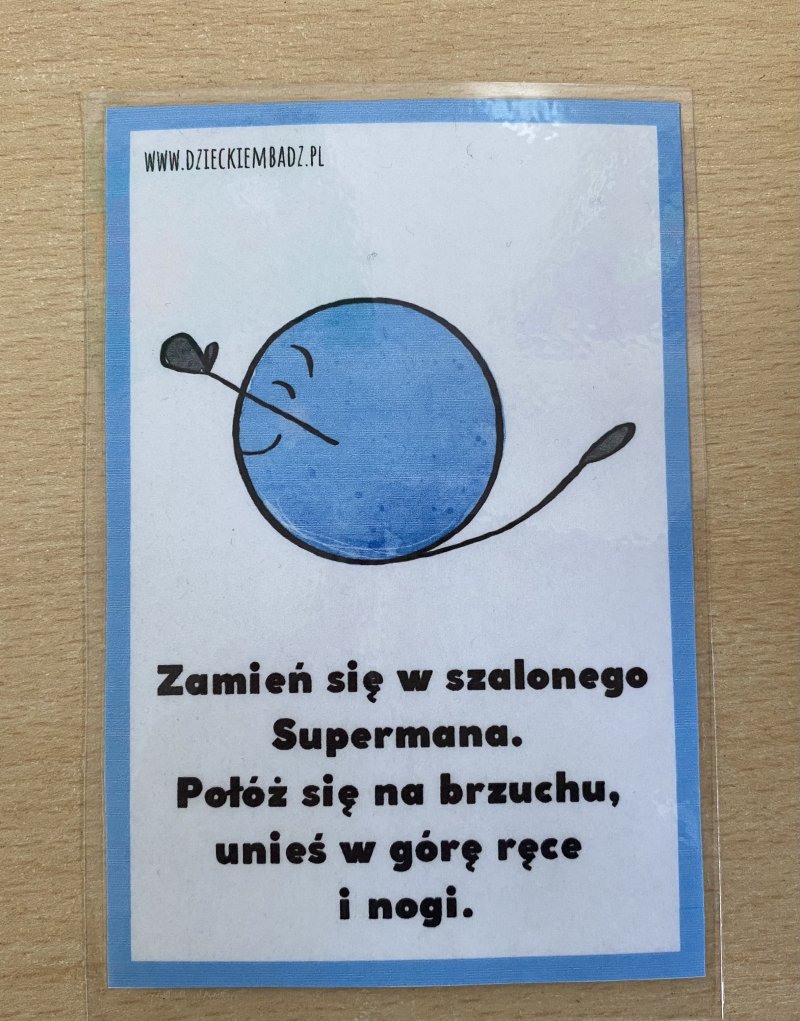 WWW.DZIECKIEMBADZ.PL
Zamień się w szalonego
Supermana.
Połóż się na brzuchu,
unieś w górę ręce
i nogi.